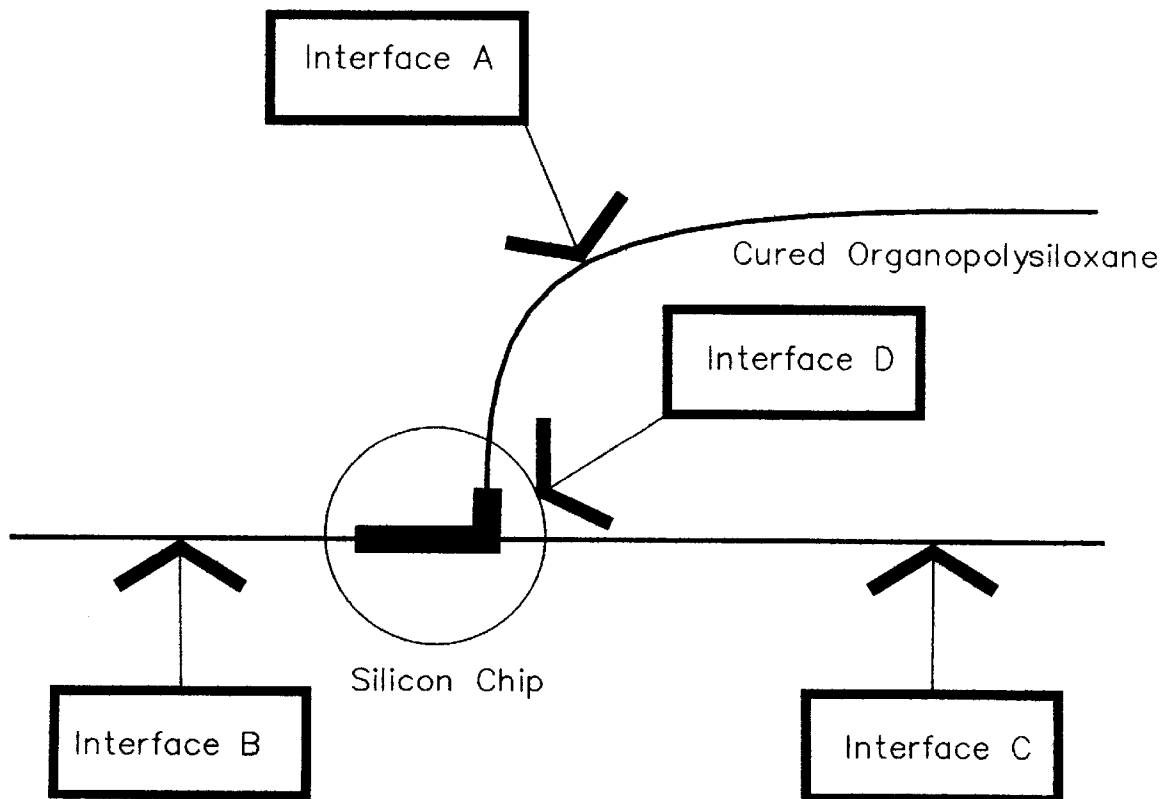 Interface A
Cured Organopolysiloxane
Interface D
Silicon Chip
Interface B
Interface C